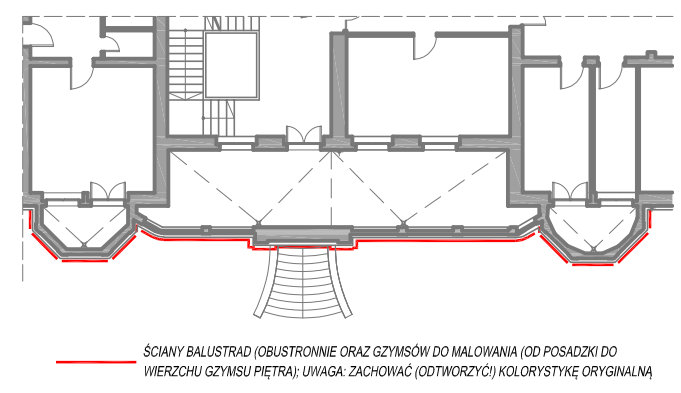 ŚCIANY BALUSTRAD (OBUSTRONNIE ORAZ GZYMSÓW DO MALOWANIA (OD POSADZKI DO
WIERZCHU GZYMSU PIĘTRA); UWAGA: ZACHOWAĆ (ODTWORZYĆ!) KOLORYSTYKĘ ORYGINALNĄ